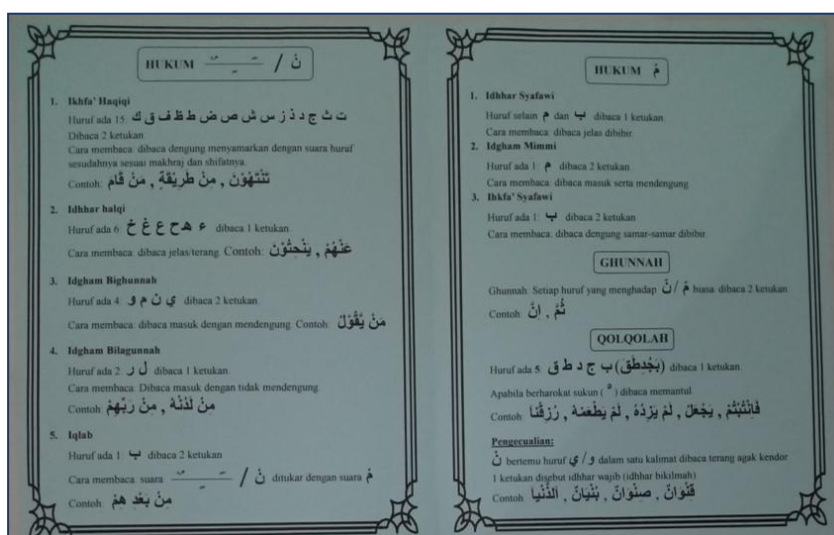 HUKUM ـًـــٍـــٌـ / نْ
1. Ikhfa' Haqiqi
Huruf ada 15: ت ث ج د ذ ز س ش ص ض ط ظ ف ق ك
Dibaca 2 ketukan
Cara membaca: dibaca dengung menyamarkan dengan suara huruf
sesudahnya sesuai makhraj dan shifatnya.
Contoh: تَنْتَهُوْنَ , مِنْ طَرِيْقَةٍ , مَنْ قَامَ
2. Idhhar halqi
Huruf ada 6: ء ه ح ع غ خ dibaca 1 ketukan
Cara membaca: dibaca jelas/terang. Contoh: عَنْهُمْ , يَنْحِتُوْنَ
3. Idgham Bighunnah
Huruf ada 4: ي ن م و dibaca 2 ketukan
Cara membaca: dibaca masuk dengan mendengung. Contoh: مَنْ يَّقُوْلُ
4. Idgham Bilagunnah
Huruf ada 2: ل ر dibaca 1 ketukan
Cara membaca: Dibaca masuk dengan tidak mendengung.
Contoh: مِنْ لَدُنْهُ , مِنْ رَبِّهِمْ
5. Iqlab
Huruf ada 1: ب dibaca 2 ketukan
Cara membaca: suara ـًـــٍـــٌـ / نْ ditukar dengan suara مْ
Contoh: مِنْ بَعْدِ هِمْ
HUKUM مْ
1. Idhhar Syafawi
Huruf selain م dan ب dibaca 1 ketukan.
Cara membaca: dibaca jelas dibibir.
2. Idgham Mimmi
Huruf ada 1: م dibaca 2 ketukan.
Cara membaca: dibaca masuk serta mendengung.
3. Ihkfa' Syafawi
Huruf ada 1: ب dibaca 2 ketukan
Cara membaca: dibaca dengung samar-samar dibibir.
GHUNNAH
Ghunnah: Setiap huruf yang menghadap نّ / مّ biasa dibaca 2 ketukan
Contoh: ثُمَّ , اِنَّ
QOLQOLAH
Huruf ada 5: ب ج د ط ق (بَجُدِطَقَ) dibaca 1 ketukan.
Apabila berharokat sukun ( ْ ) dibaca memantul.
Contoh: يَجْعَلْ , لَمْ يَزِدْهُ , لَمْ يَطْعَمْهُ , رُزِقْنَا
Pengecualian:
نْ bertemu huruf و / ي dalam satu kalimat dibaca terang agak kendor
1 ketukan disebut idhhar wajib (idhhar bikilmah)
Contoh: قِنْوَانٌ , صِنْوَانٌ , بُنْيَانٌ , اَلدُّنْيَا